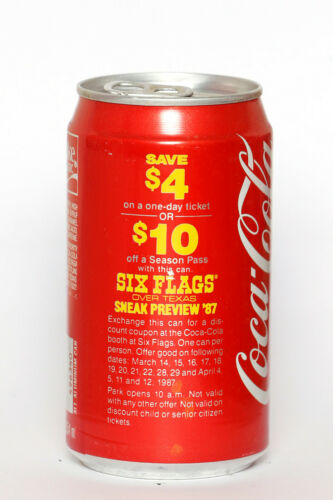 SAVE
$4
on a one-day ticket
OR
$10
off a Season Pass
with this can.
SIX FLAGS®
OVER TEXAS
SNEAK PREVIEW '87
Exchange this can for a dis-
count coupon at the Coca-Cola
booth at Six Flags. One can per
person. Offer good on following
dates: March 14, 15, 16, 17, 18,
19, 20, 21, 22, 28, 29 and April 4,
5, 11 and 12, 1987.
Park opens 10 a.m. Not valid
with any other offer. Not valid on
discount child or senior citizen
tickets.
Coca-Cola